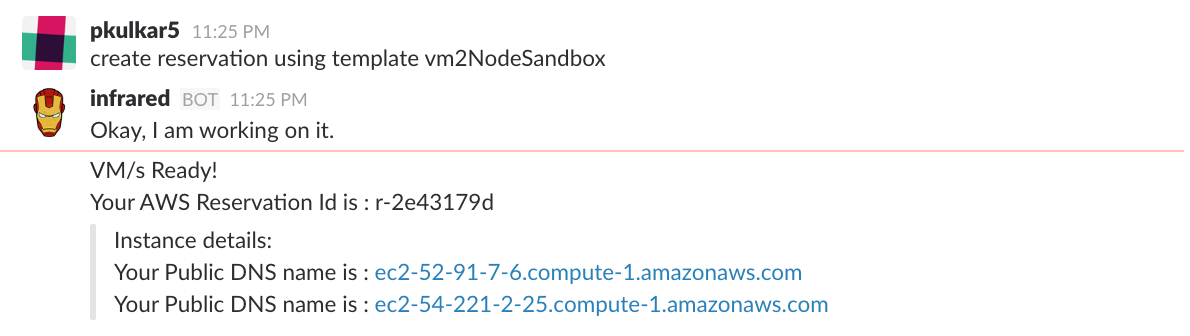 pkulkar5 11:25 PM
create reservation using template vm2NodeSandbox
infrared BOT 11:25 PM
Okay, I am working on it.
VM/s Ready!
Your AWS Reservation Id is : r-2e43179d
Instance details:
Your Public DNS name is : ec2-52-91-7-6.compute-1.amazonaws.com
Your Public DNS name is : ec2-54-221-2-25.compute-1.amazonaws.com